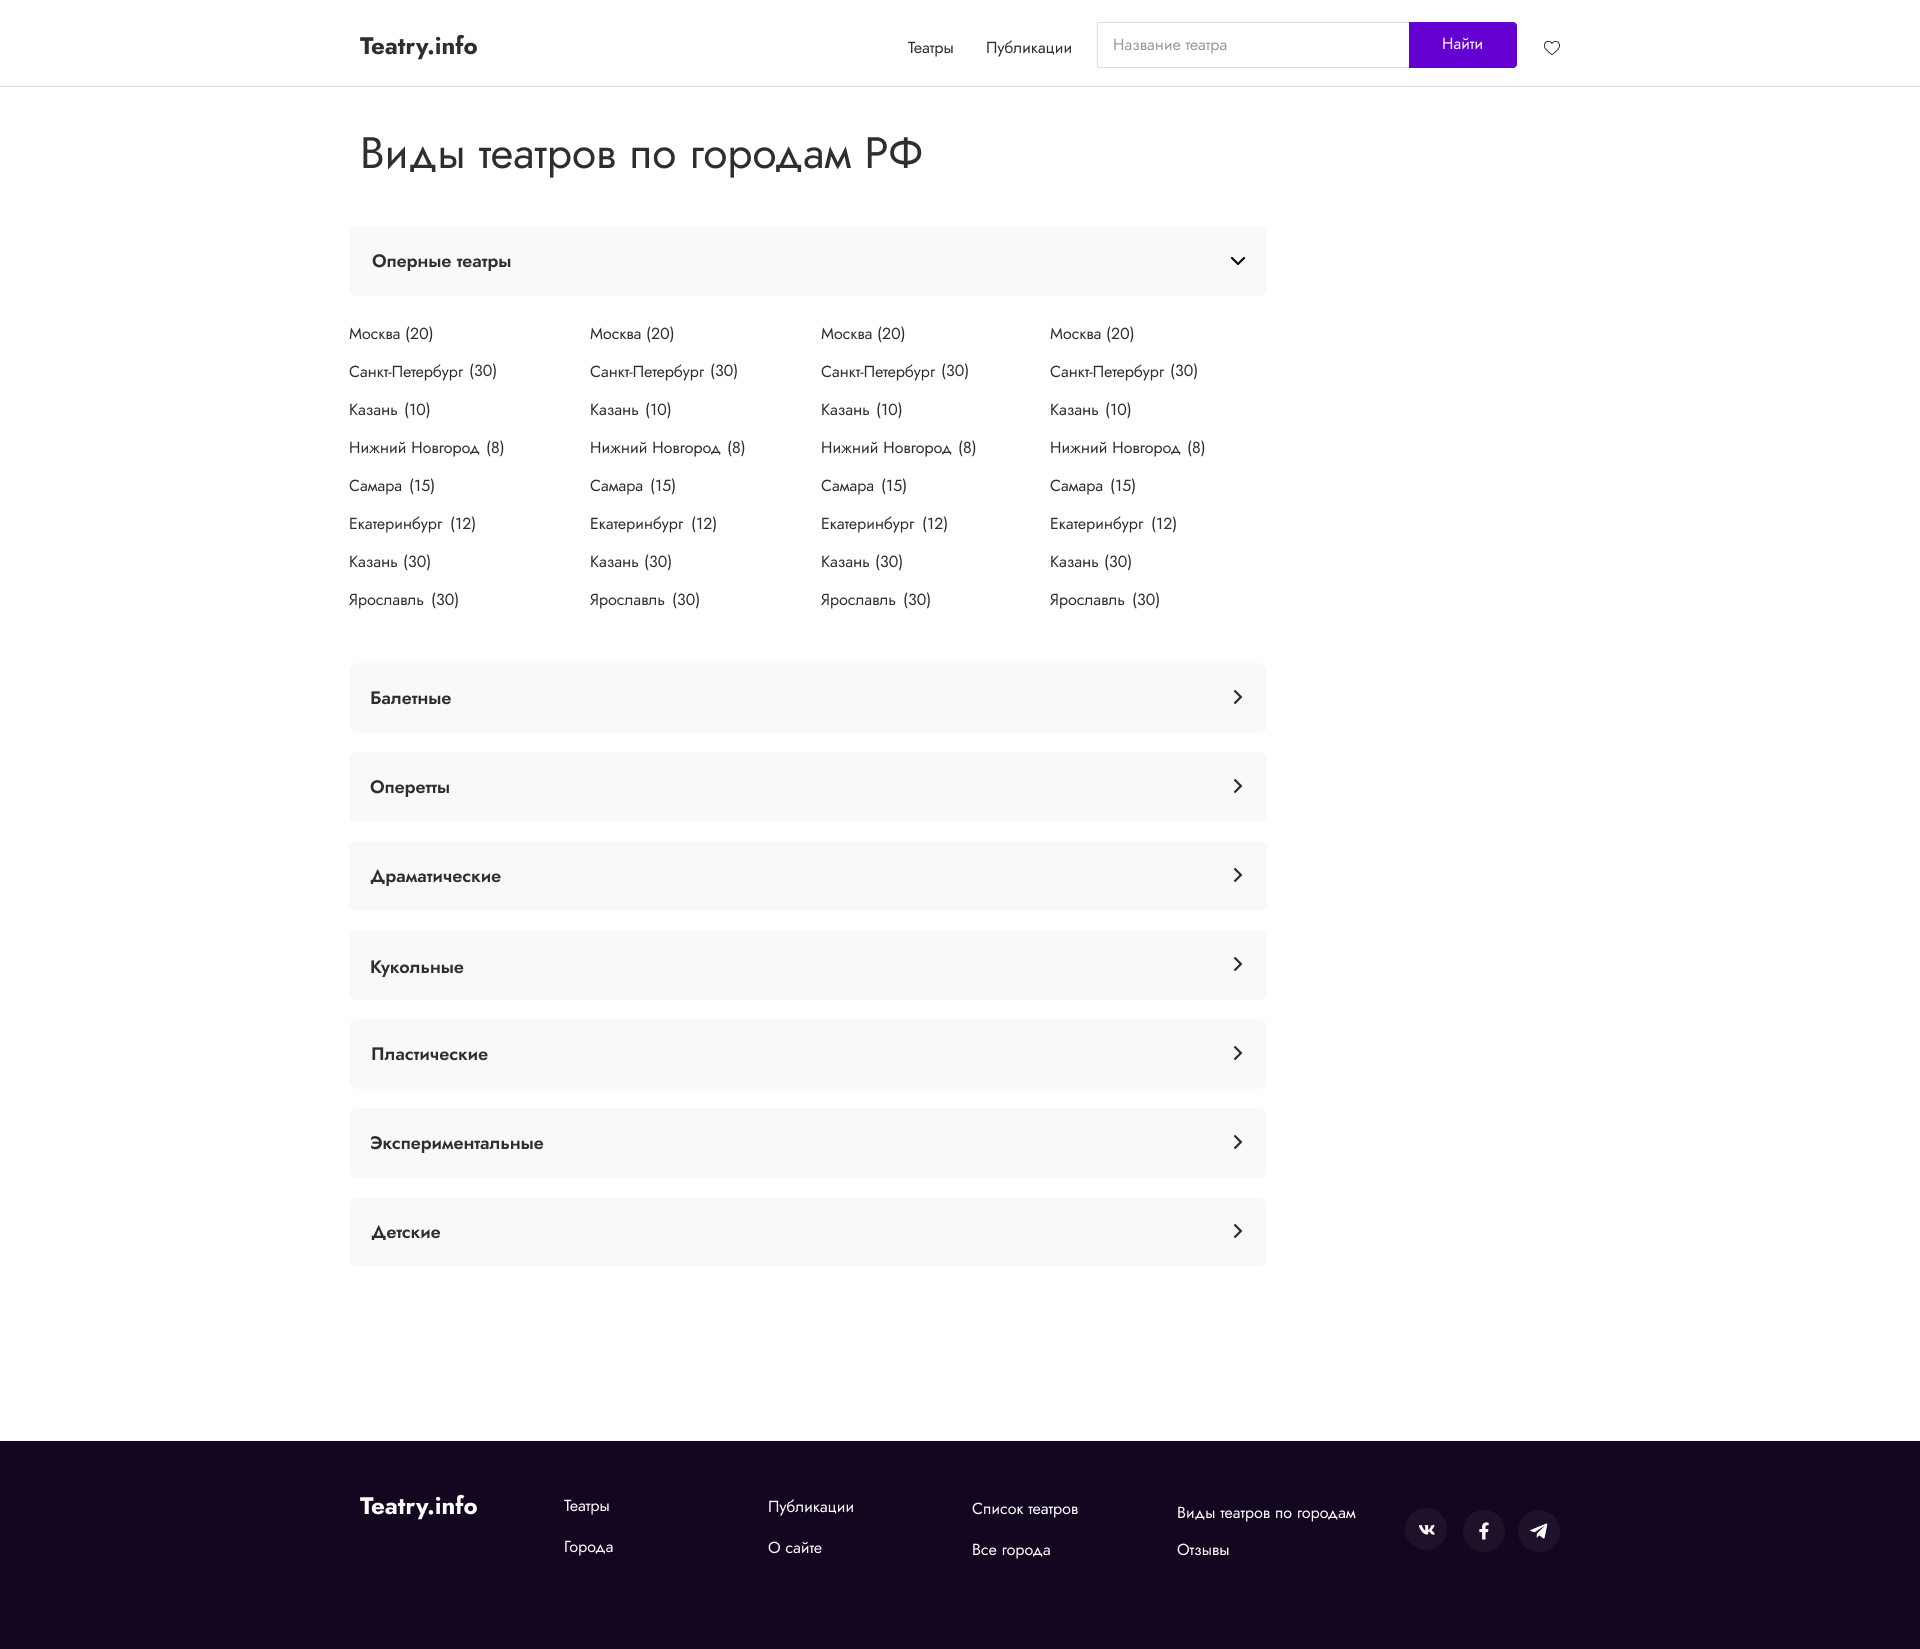 Teatry.info
Театры
Публикации
Название театра
Найти
Виды театров по городам РФ
Оперные театры
Москва (20) Москва (20) Москва (20) Москва (20)
Санкт-Петербург (30) Санкт-Петербург (30) Санкт-Петербург (30) Санкт-Петербург (30)
Казань (10) Казань (10) Казань (10) Казань (10)
Нижний Новгород (8) Нижний Новгород (8) Нижний Новгород (8) Нижний Новгород (8)
Самара (15) Самара (15) Самара (15) Самара (15)
Екатеринбург (12) Екатеринбург (12) Екатеринбург (12) Екатеринбург (12)
Казань (30) Казань (30) Казань (30) Казань (30)
Ярославль (30) Ярославль (30) Ярославль (30) Ярославль (30)
Балетные
Оперетты
Драматические
Кукольные
Пластические
Экспериментальные
Детские
Teatry.info
Театры
Города
Публикации
О сайте
Список театров
Все города
Виды театров по городам
Отзывы